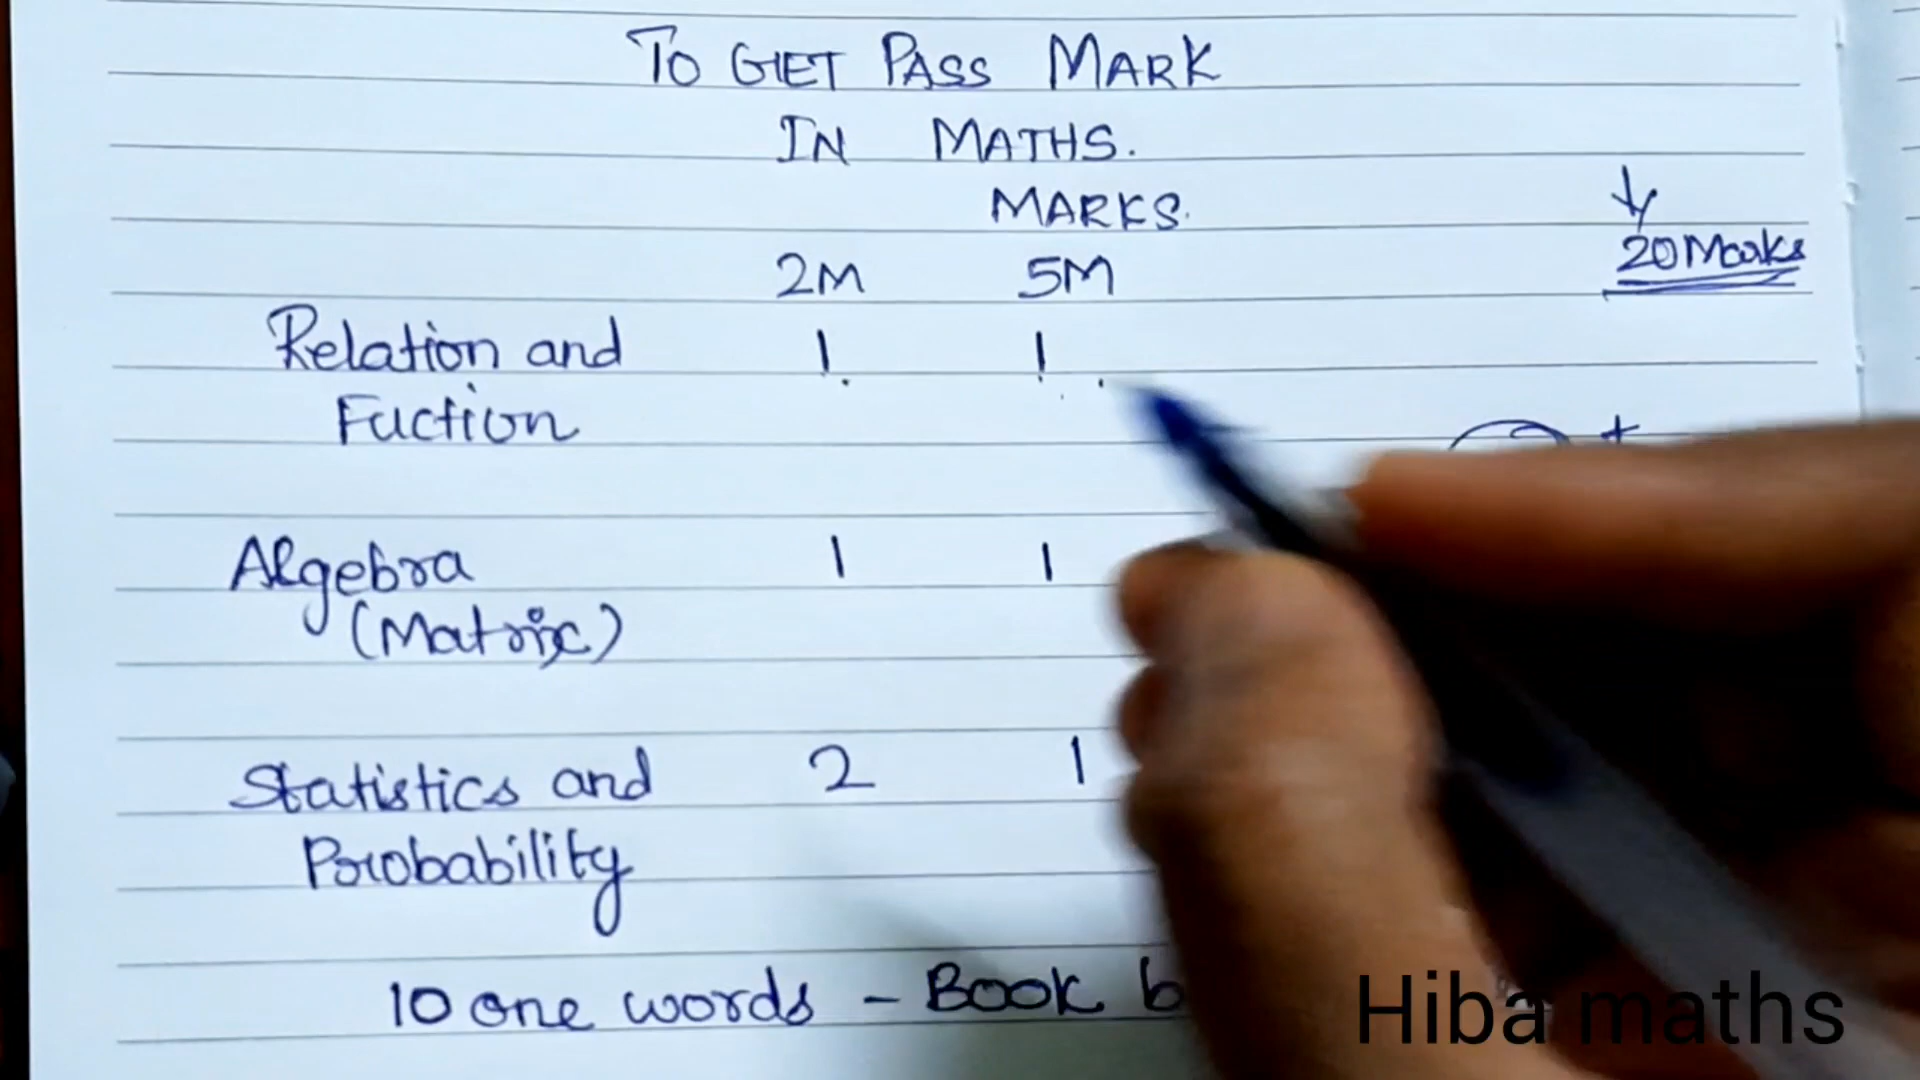 TO GET PASS MARK
IN MATHS.
MARKS.
2M 5M
20 Marks
Relation and 1 1
Fuction
Algebra 1 1
(Matrix)
Statistics and 2 1
Probability
10 one words - Book
Hiba maths